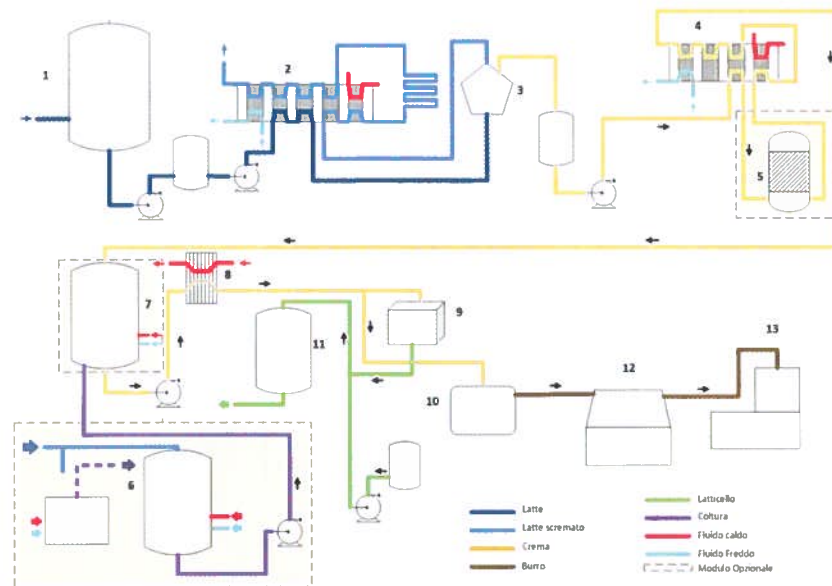 1
2
3
4
5
6
7
8
9
10
11
12
13
Latte
Latte scremato
Crema
Burro
Latticello
Coltura
Fluido caldo
Fluido Freddo
Modulo Opzionale